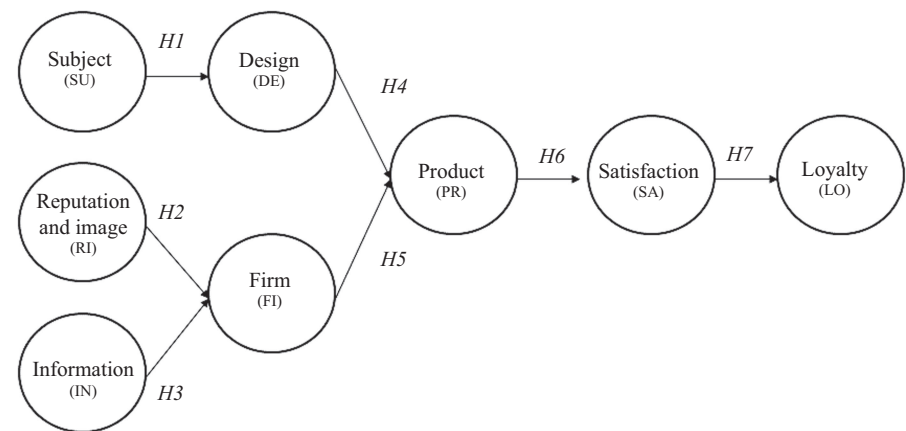 Subject
(SU)
H1
Design
(DE)
H4
Reputation
and image
(RI)
H2
Firm
(FI)
H5
Information
(IN)
H3
Product
(PR)
H6
Satisfaction
(SA)
H7
Loyalty
(LO)